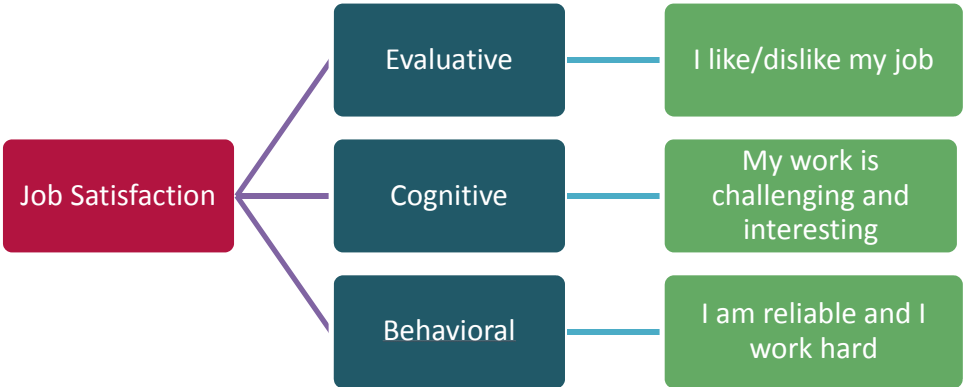 Evaluative
I like/dislike my job
Job Satisfaction
Cognitive
My work is
challenging and
interesting
Behavioral
I am reliable and I
work hard